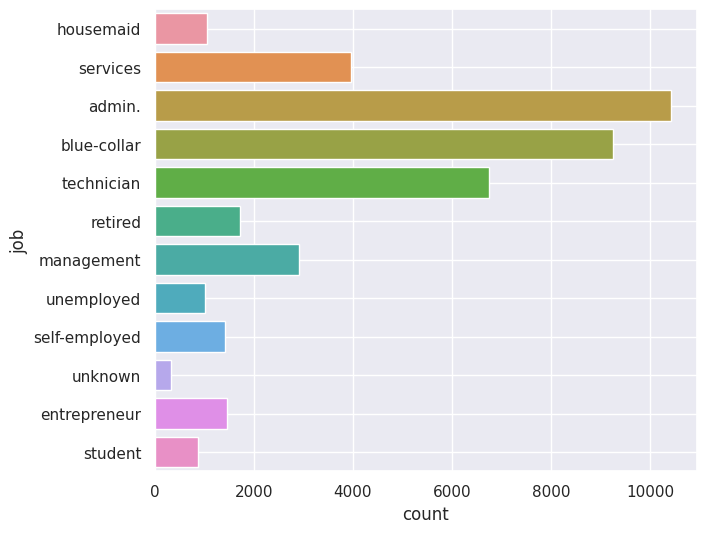 housemaid
services
admin.
blue-collar
technician
retired
management
unemployed
self-employed
unknown
entrepreneur
student
job
0 2000 4000 6000 8000 10000
count